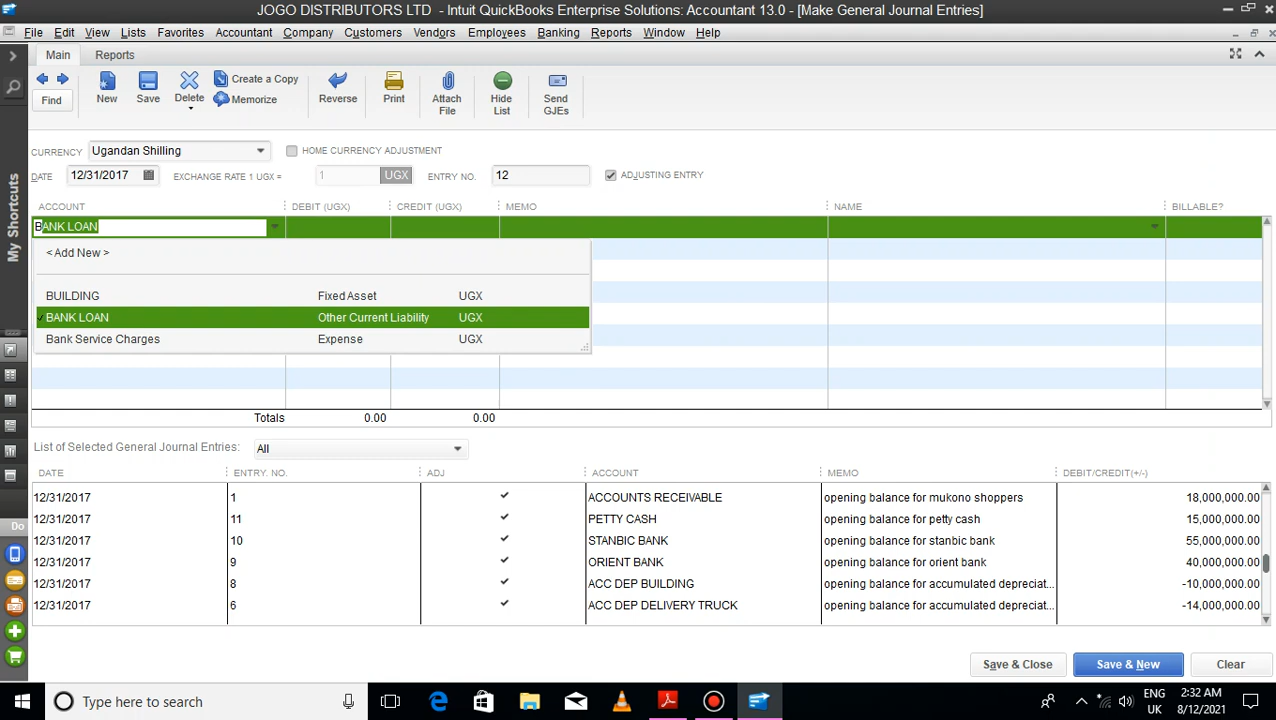 JOGO DISTRIBUTORS LTD - Intuit QuickBooks Enterprise Solutions: Accountant 13.0 - [Make General Journal Entries]
File Edit View Lists Favorites Accountant Company Customers Vendors Employees Banking Reports Window Help
Main Reports
Find New Save Delete Create a Copy Memorize Reverse Print Attach File Hide List Send GJEs
CURRENCY Ugandan Shilling HOME CURRENCY ADJUSTMENT
DATE 12/31/2017 EXCHANGE RATE 1 UGX = 1 UGX ENTRY NO. 12 ADJUSTING ENTRY
My Shortcuts
ACCOUNT DEBIT (UGX) CREDIT (UGX) MEMO NAME BILLABLE?
BANK LOAN
< Add New >
BUILDING Fixed Asset UGX
BANK LOAN Other Current Liability UGX
Bank Service Charges Expense UGX
Totals 0.00 0.00
List of Selected General Journal Entries: All
DATE ENTRY. NO. ADJ ACCOUNT MEMO DEBIT/CREDIT(+/-)
12/31/2017 1 ACCOUNTS RECEIVABLE opening balance for mukono shoppers 18,000,000.00
12/31/2017 11 PETTY CASH opening balance for petty cash 15,000,000.00
12/31/2017 10 STANBIC BANK opening balance for stanbic bank 55,000,000.00
12/31/2017 9 ORIENT BANK opening balance for orient bank 40,000,000.00
12/31/2017 8 ACC DEP BUILDING opening balance for accumulated depreciat... -10,000,000.00
12/31/2017 6 ACC DEP DELIVERY TRUCK opening balance for accumulated depreciat... -14,000,000.00
Do
Save & Close Save & New Clear
Type here to search
ENG 2:32 AM
UK 8/12/2021